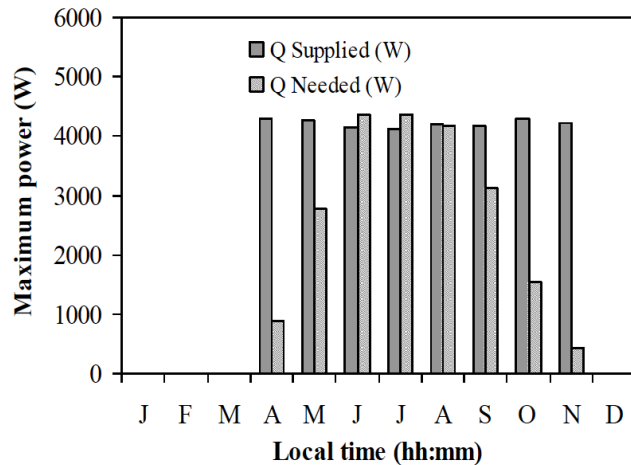 6000
5000
4000
3000
2000
1000
0
Maximum power (W)
Q Supplied (W)
Q Needed (W)
J F M A M J J A S O N D
Local time (hh:mm)